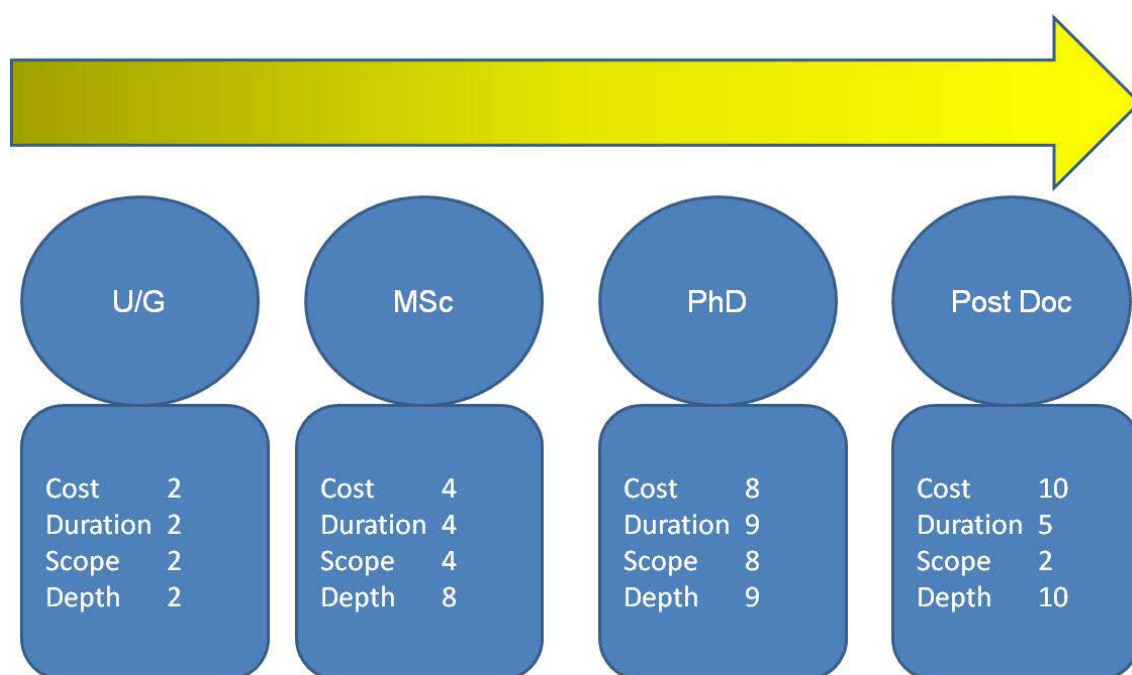 U/G
MSc
PhD
Post Doc
Cost 2
Duration 2
Scope 2
Depth 2
Cost 4
Duration 4
Scope 4
Depth 8
Cost 8
Duration 9
Scope 8
Depth 9
Cost 10
Duration 5
Scope 2
Depth 10